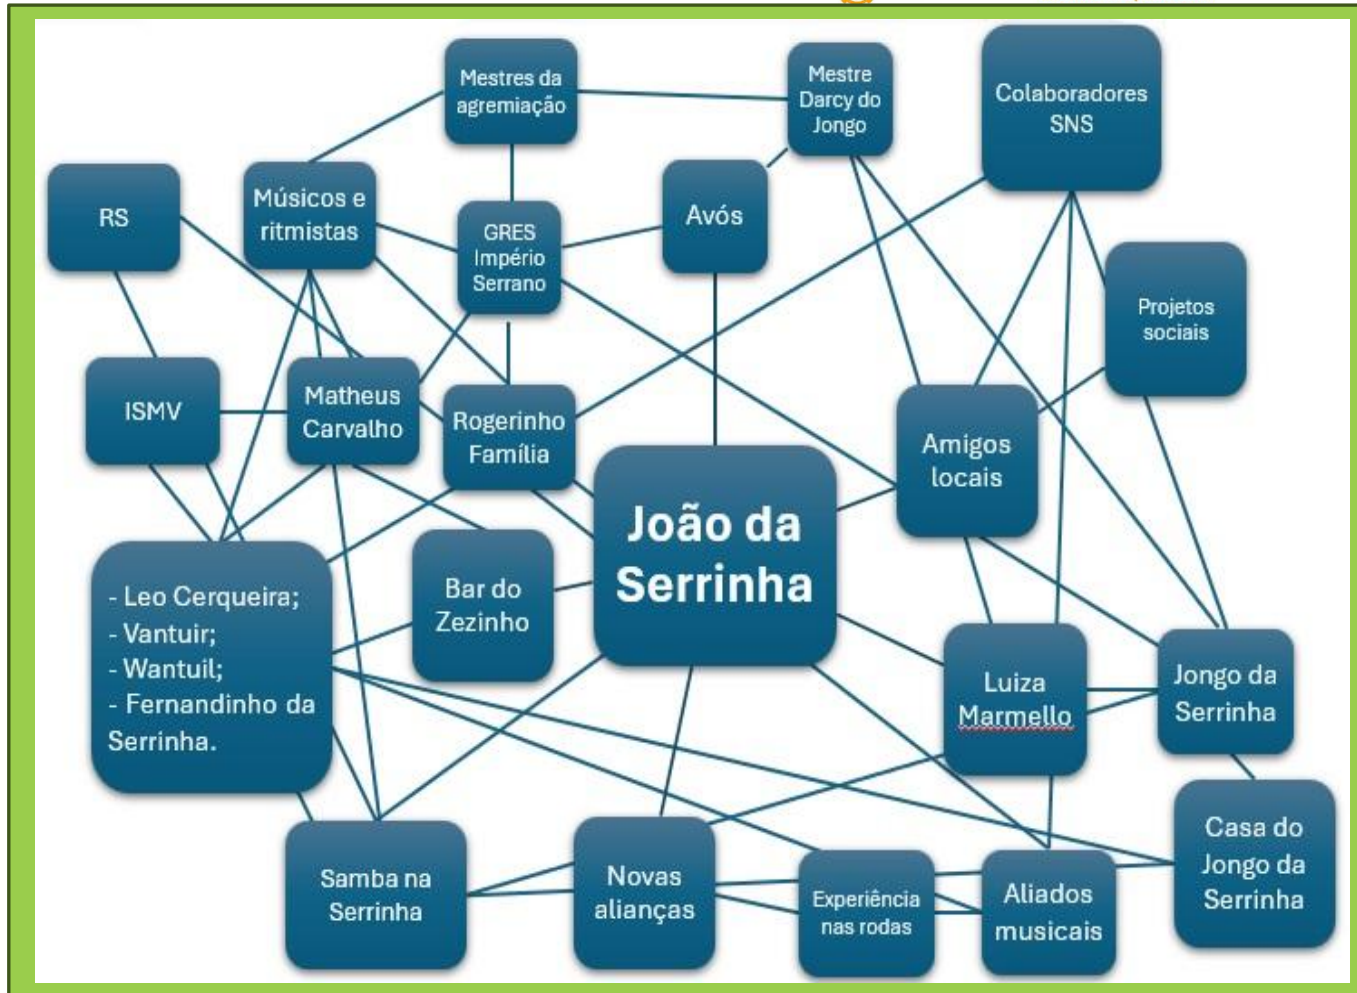 Mestres da
agremiação
Mestre
Darcy do
Jongo
Colaboradores
SNS
RS
Músicos e
ritmistas
GRES
Império
Serrano
Avós
Projetos
sociais
ISMV
Matheus
Carvalho
Rogerinho
Família
Amigos
locais
João da
Serrinha
- Leo Cerqueira;
- Vantuir;
- Wantuil;
- Fernandinho da
Serrinha.
Bar do
Zezinho
Luiza
Marmello
Jongo da
Serrinha
Samba na
Serrinha
Novas
alianças
Experiência
nas rodas
Aliados
musicais
Casa do
Jongo da
Serrinha